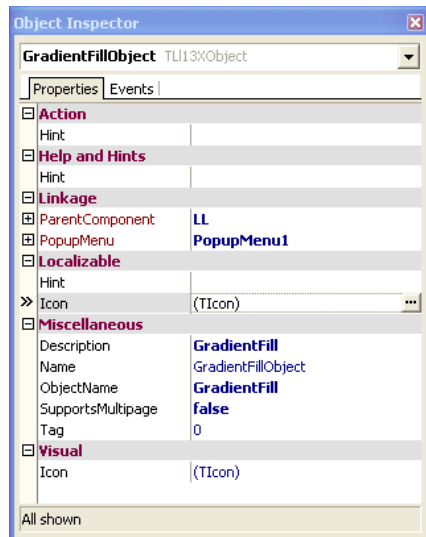 Object Inspector
GradientFillObject TLl13XObject
Properties Events
Action
Hint
Help and Hints
Hint
Linkage
ParentComponent LL
PopupMenu PopupMenu1
Localizable
Hint
Icon (TIcon) ...
Miscellaneous
Description GradientFill
Name GradientFillObject
ObjectName GradientFill
SupportsMultipage false
Tag 0
Visual
Icon (TIcon)
All shown